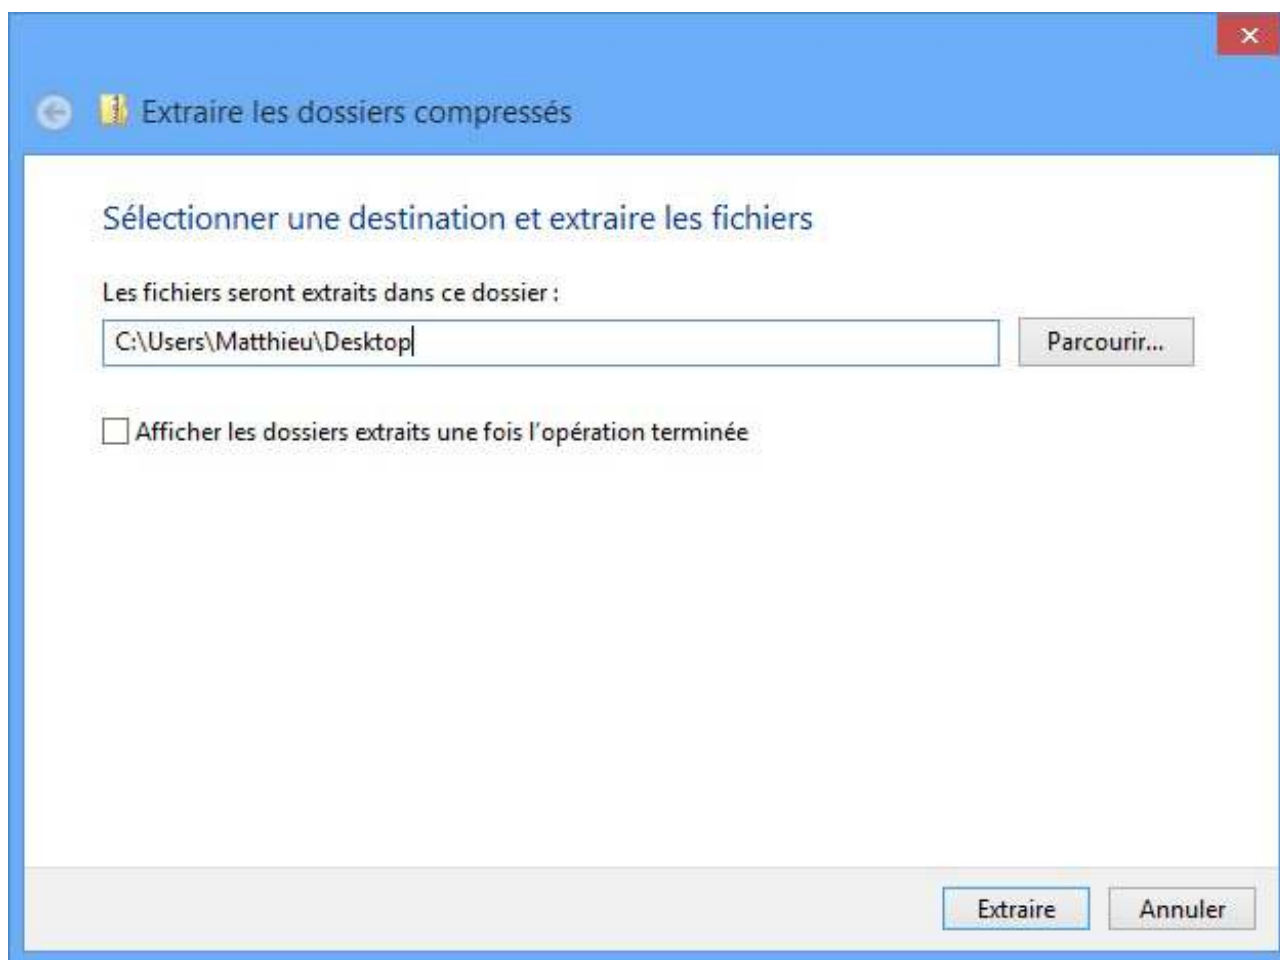 Extraire les dossiers compressés
Sélectionner une destination et extraire les fichiers
Les fichiers seront extraits dans ce dossier :
C:\Users\Matthieu\Desktop
Parcourir...
Afficher les dossiers extraits une fois l'opération terminée
Extraire
Annuler